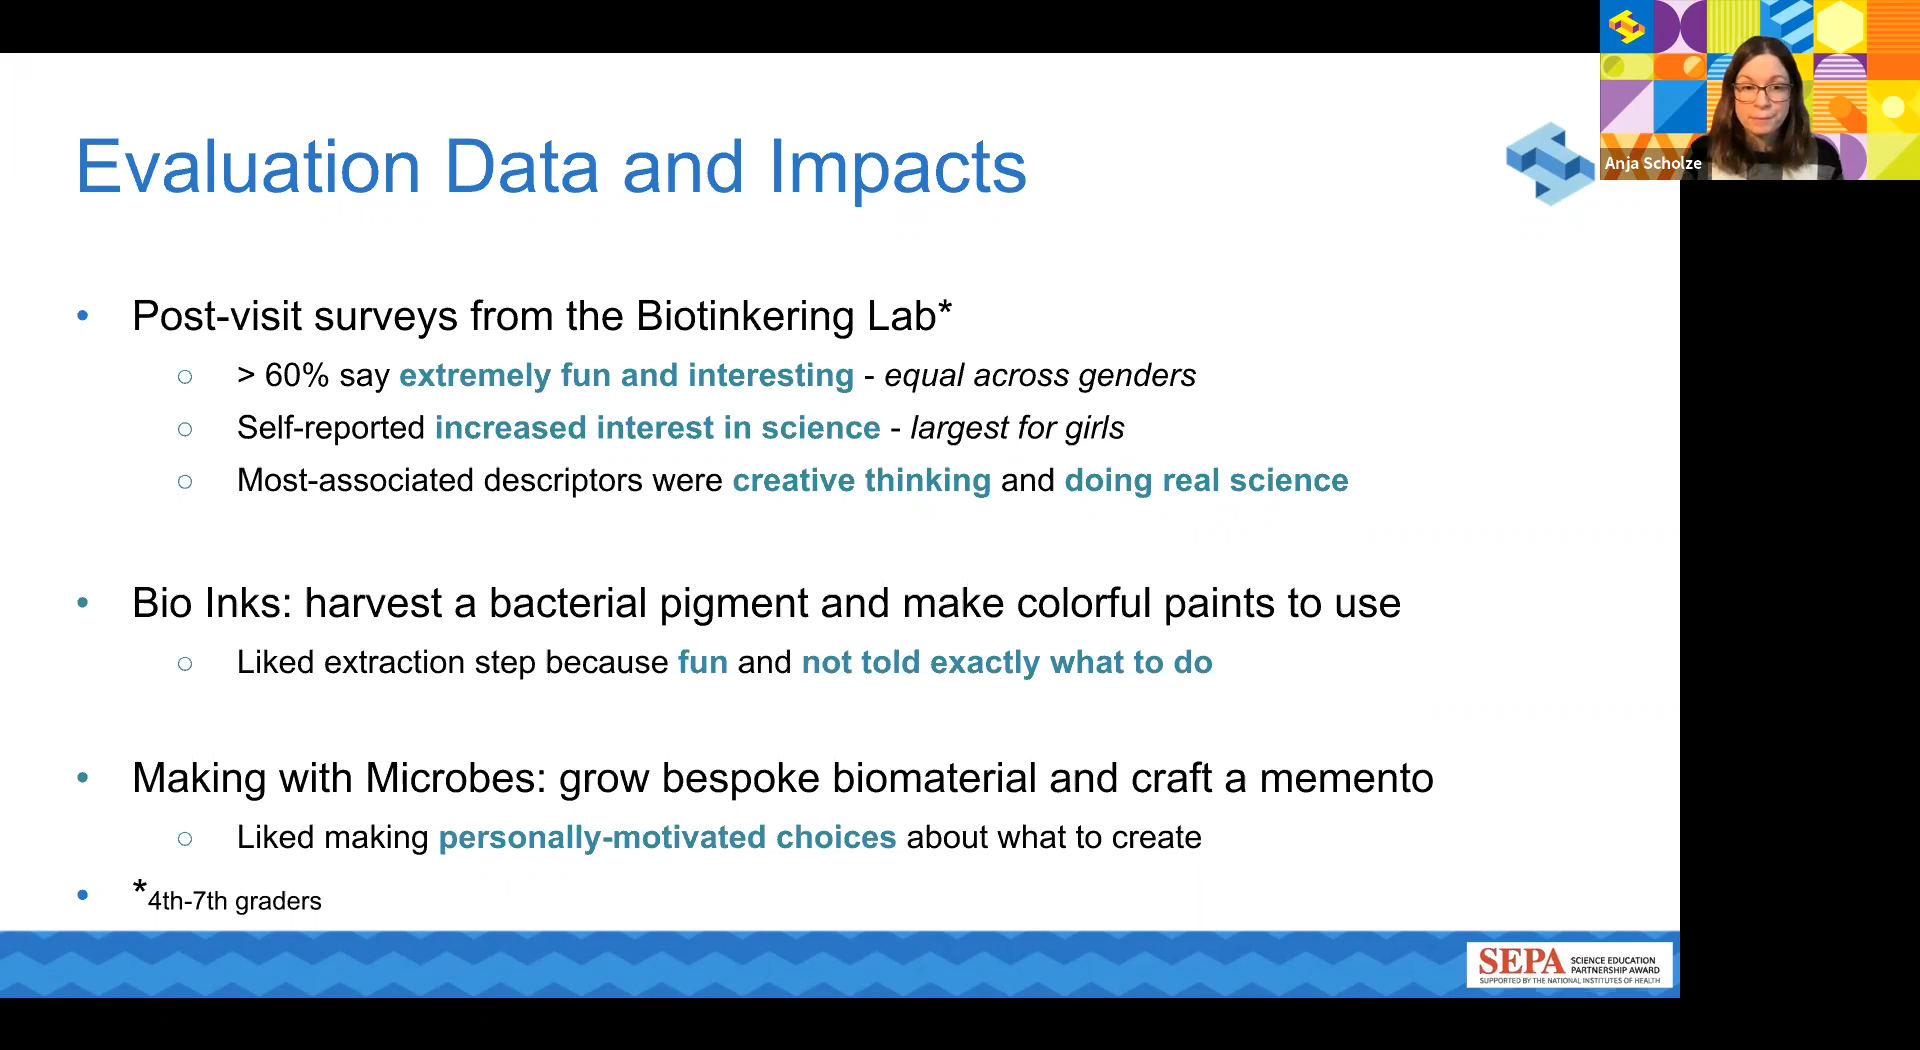 Evaluation Data and Impacts
Anja Scholze
• Post-visit surveys from the Biotinkering Lab*
○ > 60% say extremely fun and interesting - equal across genders
○ Self-reported increased interest in science - largest for girls
○ Most-associated descriptors were creative thinking and doing real science
• Bio Inks: harvest a bacterial pigment and make colorful paints to use
○ Liked extraction step because fun and not told exactly what to do
• Making with Microbes: grow bespoke biomaterial and craft a memento
○ Liked making personally-motivated choices about what to create
• *4th-7th graders
SEPA SCIENCE EDUCATION
PARTNERSHIP AWARD
SUPPORTED BY THE NATIONAL INSTITUTES OF HEALTH